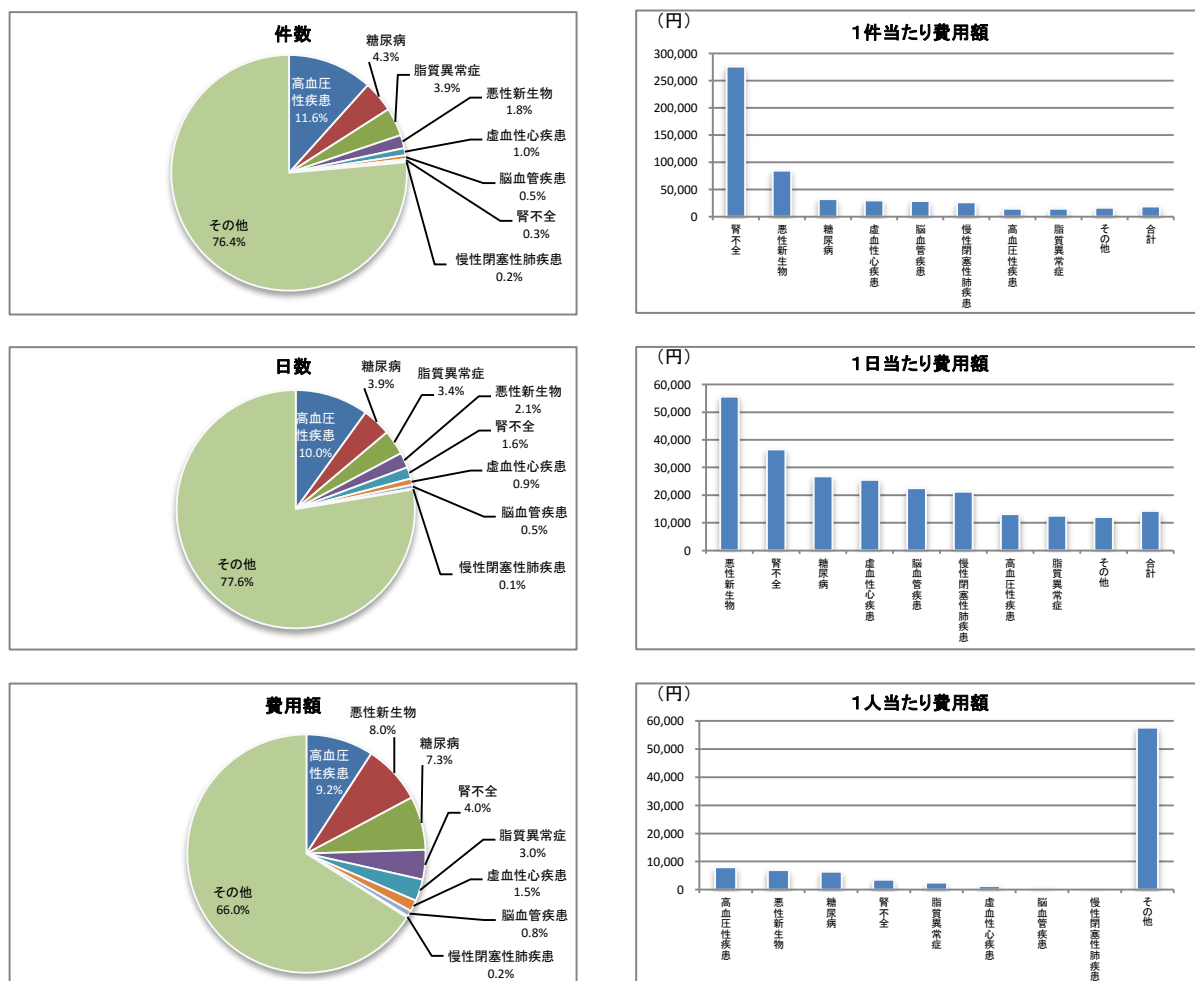 件数
高血圧
性疾患
11.6%
糖尿病
4.3%
脂質異常症
3.9%
悪性新生物
1.8%
虚血性心疾患
1.0%
脳血管疾患
0.5%
腎不全
0.3%
慢性閉塞性肺疾患
0.2%
その他
76.4%
（円）
1件当たり費用額
300,000
250,000
200,000
150,000
100,000
50,000
0
腎不全
悪性新生物
糖尿病
虚血性心疾患
脳血管疾患
慢性閉塞性肺疾患
高血圧性疾患
脂質異常症
その他
合計
日数
高血圧
性疾患
10.0%
糖尿病
3.9%
脂質異常症
3.4%
悪性新生物
2.1%
腎不全
1.6%
虚血性心疾患
0.9%
脳血管疾患
0.5%
慢性閉塞性肺疾患
0.1%
その他
77.6%
（円）
1日当たり費用額
60,000
50,000
40,000
30,000
20,000
10,000
0
悪性新生物
腎不全
糖尿病
虚血性心疾患
脳血管疾患
慢性閉塞性肺疾患
高血圧性疾患
脂質異常症
その他
合計
費用額
高血圧
性疾患
9.2%
悪性新生物
8.0%
糖尿病
7.3%
腎不全
4.0%
脂質異常症
3.0%
虚血性心疾患
1.5%
脳血管疾患
0.8%
慢性閉塞性肺疾患
0.2%
その他
66.0%
（円）
1人当たり費用額
60,000
50,000
40,000
30,000
20,000
10,000
0
高血圧性疾患
悪性新生物
糖尿病
腎不全
脂質異常症
虚血性心疾患
脳血管疾患
慢性閉塞性肺疾患
その他